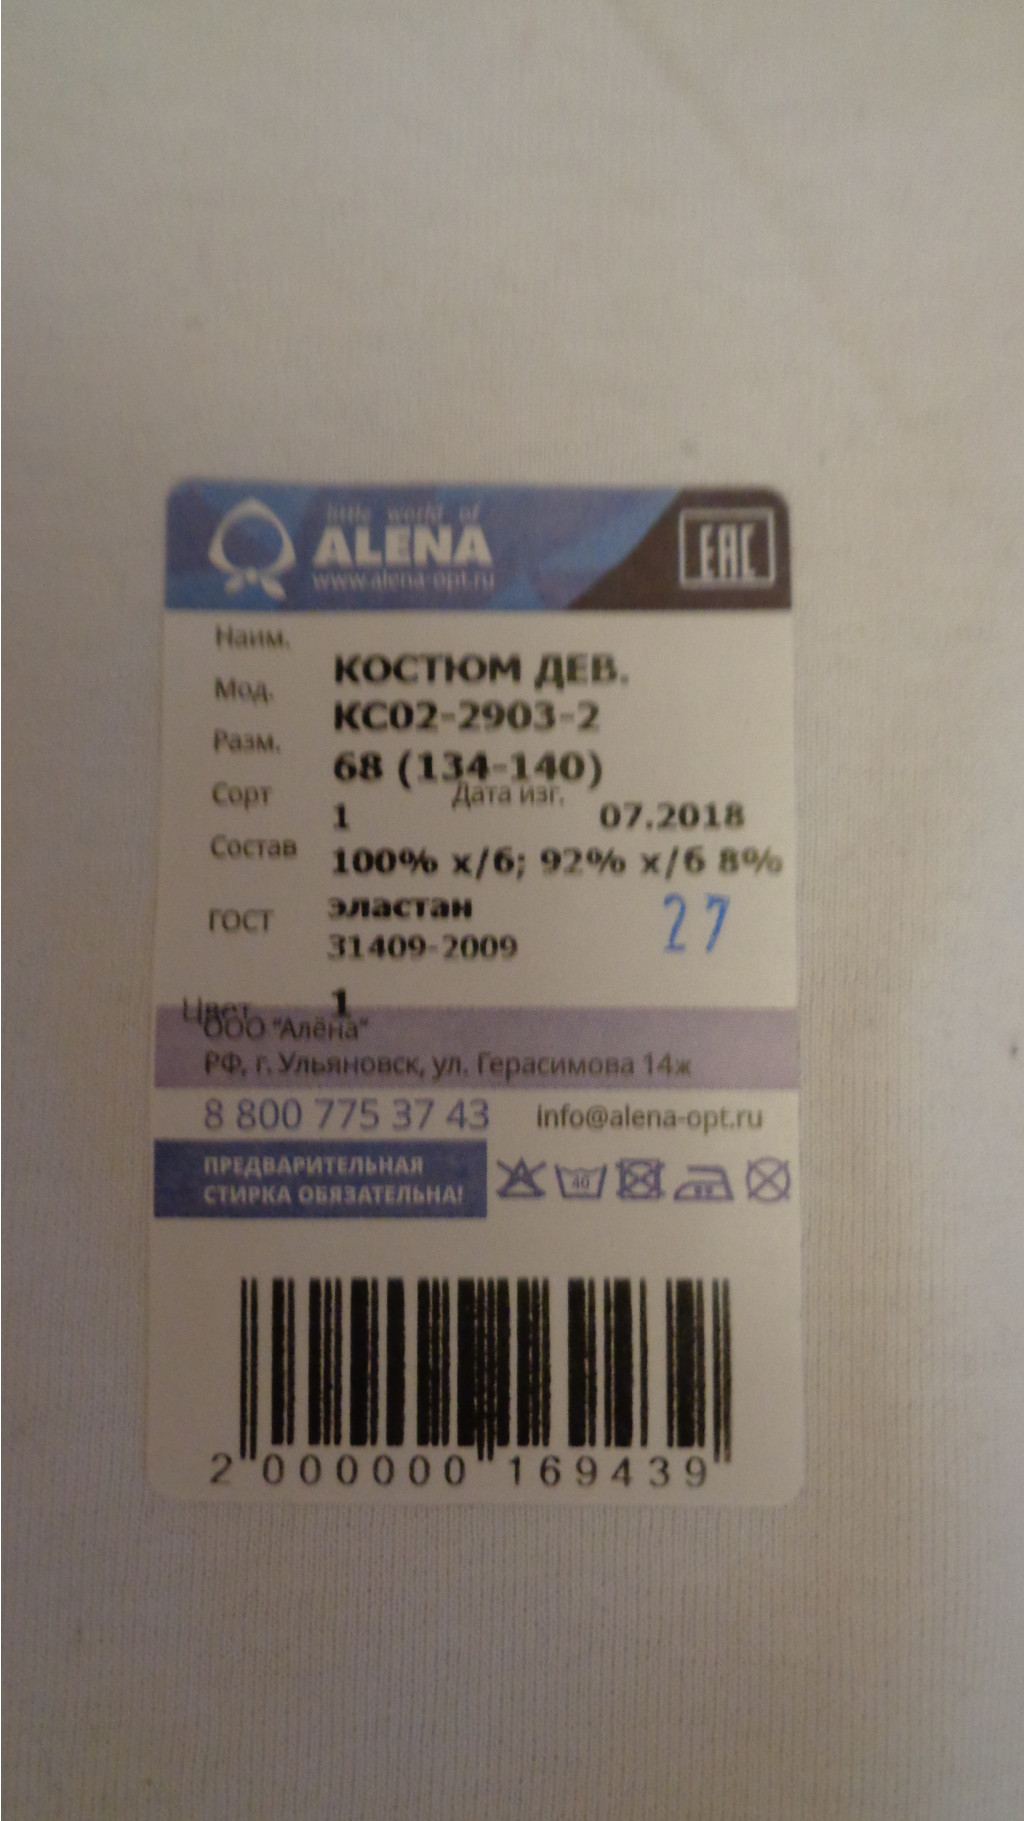 little world of
ALENA
www.alena-opt.ru
EAC
Наим. КОСТЮМ ДЕВ.
Мод. КС02-2903-2
Разм. 68 (134-140)
Сорт 1 Дата изг. 07.2018
Состав 100% х/б; 92% х/б 8%
эластан
27
ГОСТ 31409-2009
Цвет 1
ООО "Алёна"
РФ, г. Ульяновск, ул. Герасимова 14ж
8 800 775 37 43 info@alena-opt.ru
ПРЕДВАРИТЕЛЬНАЯ
СТИРКА ОБЯЗАТЕЛЬНА!
40
2 000000 169439